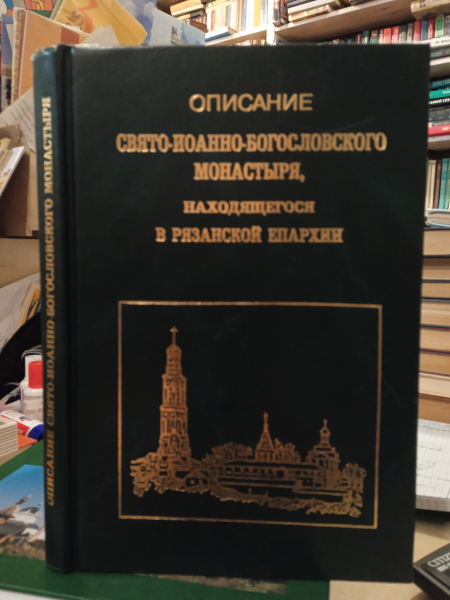 ОПИСАНИЕ
СВЯТО-ИОАННО-БОГОСЛОВСКОГО
МОНАСТЫРЯ,
НАХОДЯЩЕГОСЯ
В РЯЗАНСКОЙ ЕПАРХИИ
ОПИСАНИЕ СВЯТО-ИОАННО-БОГОСЛОВСКОГО МОНАСТЫРЯ